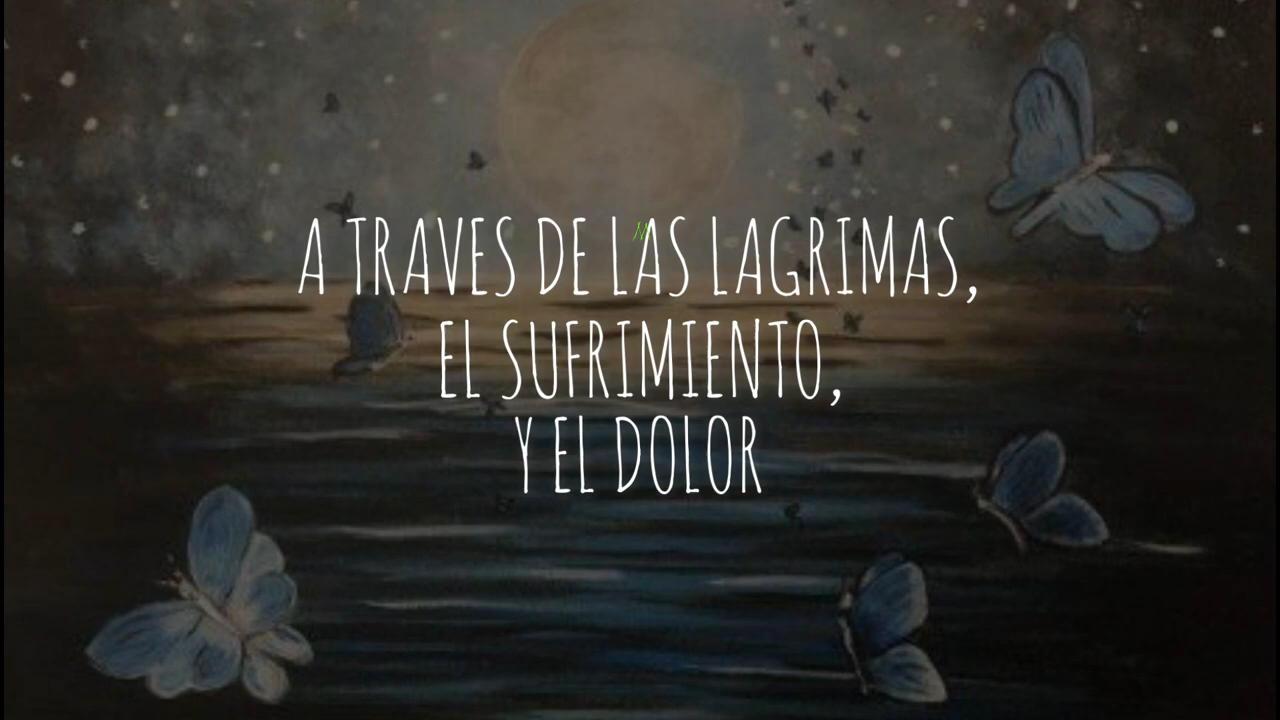 A TRAVES DE LAS LAGRIMAS,
EL SUFRIMIENTO,
Y EL DOLOR